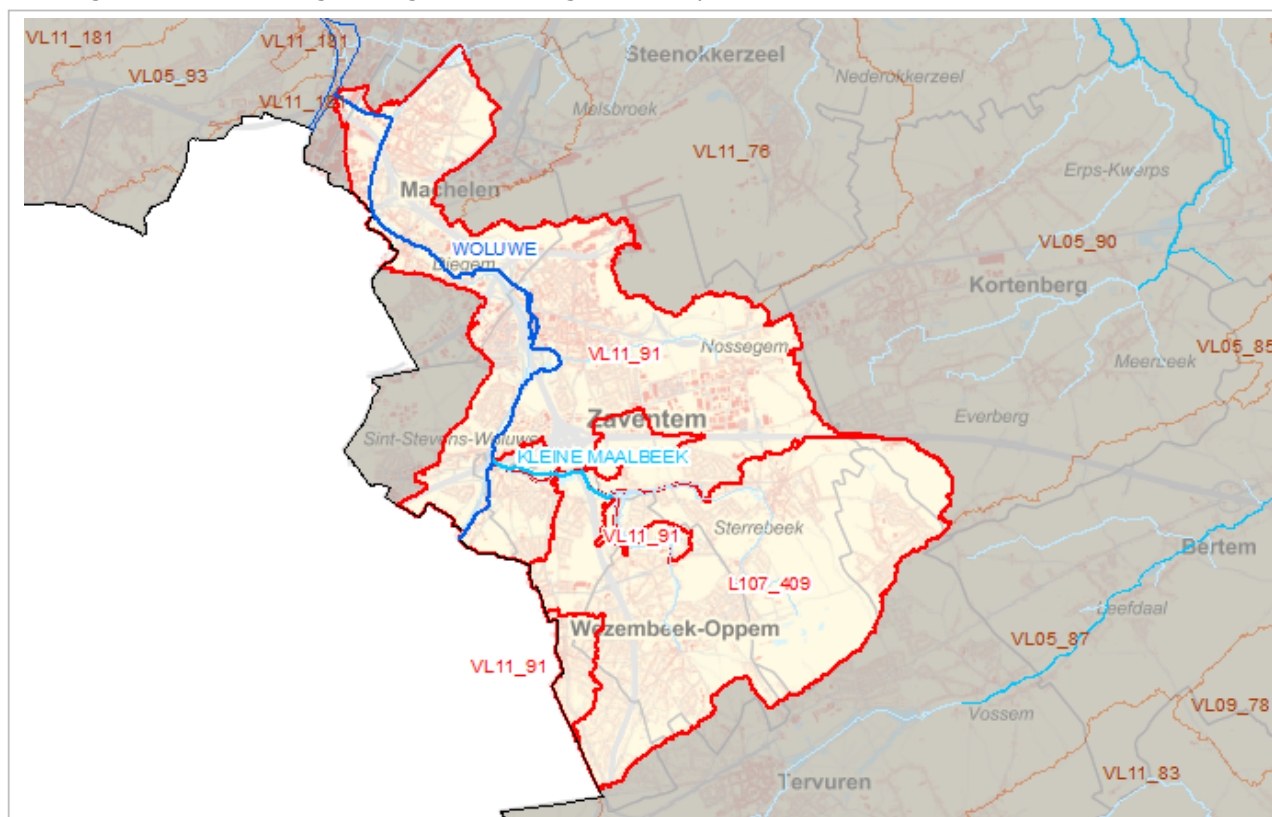 VL11_181
VL11_181
Steenokkerzeel
VL05_93
Nederokkerzeel
Melsbroek
VL11_76
Erps-Kwerps
Machelen
WOLUWE
VL05_90
Diegem
Kortenberg
Nossegem
VL05_85
VL11_91
Meerbeek
Zaventem
Everberg
Sint-Stevens-Woluwe
KLEINE MAALBEEK
Sterrebeek
VL11_91
Bertem
L107_409
Leefdaal
Wezembeek-Oppem
VL05_87
VL11_91
VL09_78
Vossem
VL11_83
Tervuren